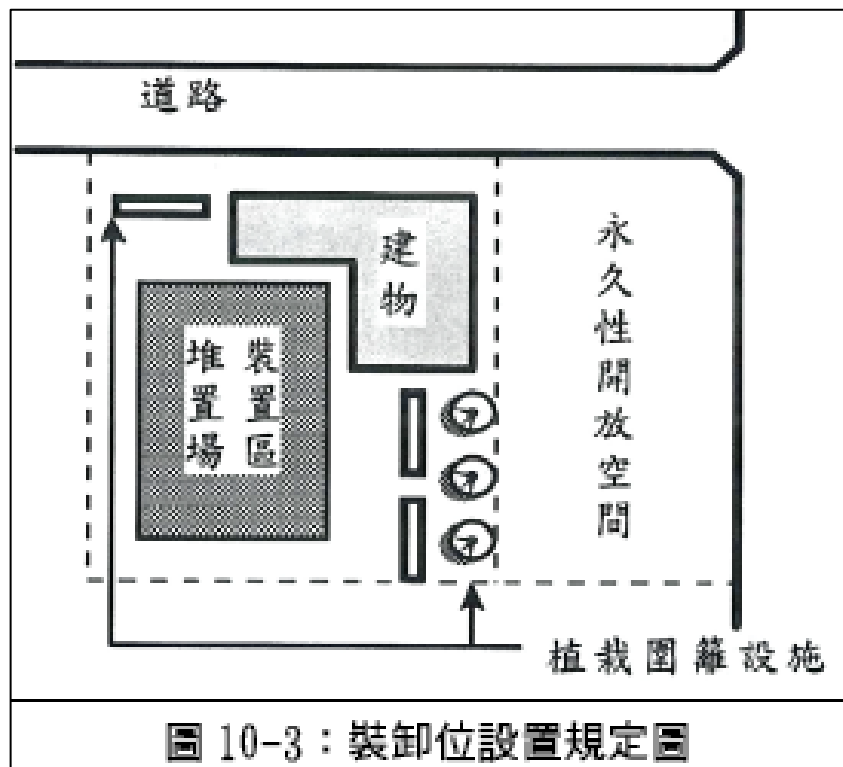 道路
建物
永久性開放空間
裝置區
堆置場
植栽圍籬設施
圖 10-3：裝卸位設置規定圖